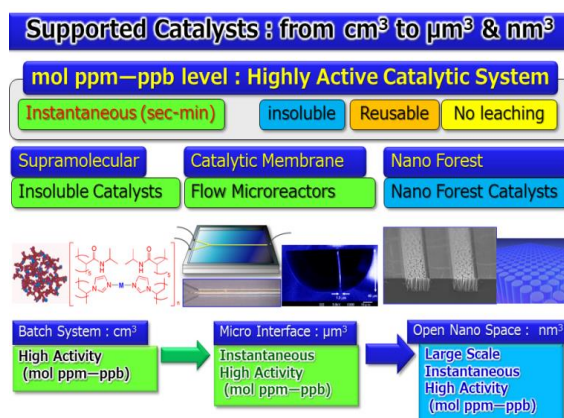 Supported Catalysts : from cm³ to μm³ & nm³
mol ppm—ppb level : Highly Active Catalytic System
Instantaneous (sec-min)
insoluble
Reusable
No leaching
Supramolecular
Insoluble Catalysts
Catalytic Membrane
Flow Microreactors
Nano Forest
Nano Forest Catalysts
Batch System : cm³
High Activity
(mol ppm—ppb)
Micro Interface : μm³
Instantaneous
High Activity
(mol ppm—ppb)
Open Nano Space : nm³
Large Scale
Instantaneous
High Activity
(mol ppm—ppb)